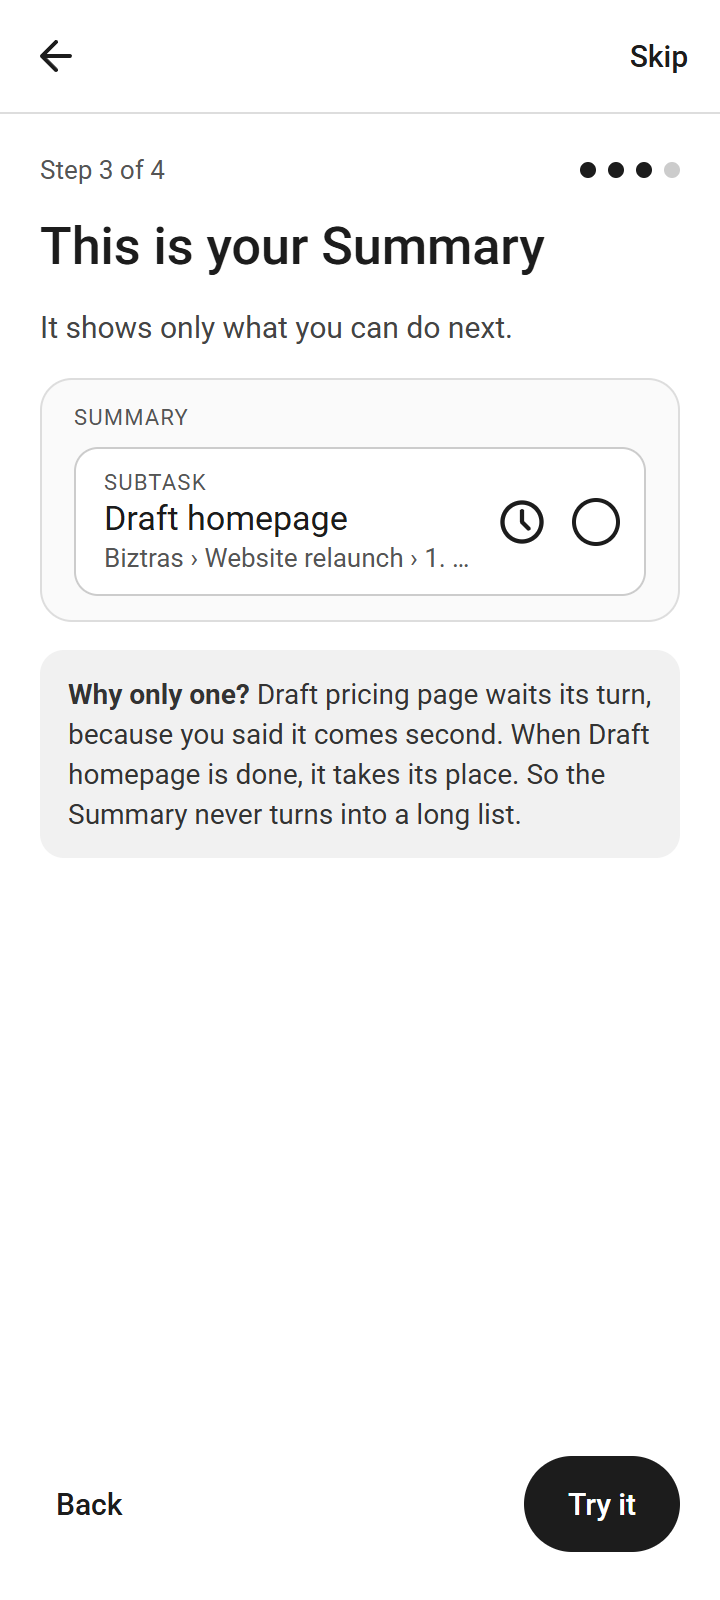 Skip
Step 3 of 4
This is your Summary
It shows only what you can do next.
SUMMARY
SUBTASK
Draft homepage
Biztras › Website relaunch › 1. ...
Why only one? Draft pricing page waits its turn,
because you said it comes second. When Draft
homepage is done, it takes its place. So the
Summary never turns into a long list.
Back
Try it